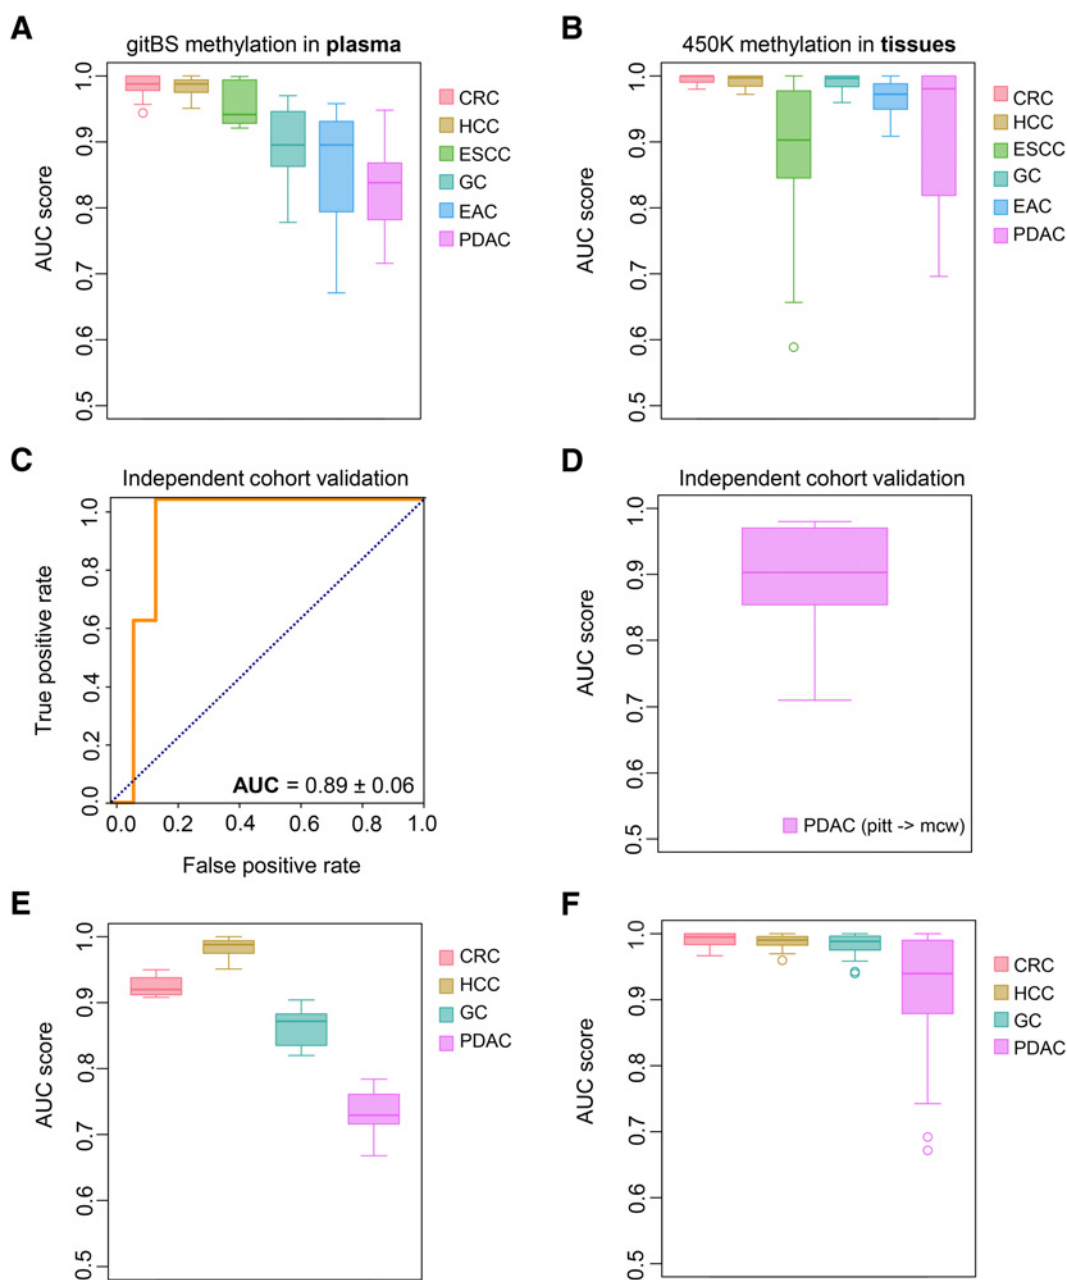 A
gitBS methylation in plasma
AUC score
1.0
0.9
0.8
0.7
0.6
0.5
CRC
HCC
ESCC
GC
EAC
PDAC
B
450K methylation in tissues
AUC score
1.0
0.9
0.8
0.7
0.6
0.5
CRC
HCC
ESCC
GC
EAC
PDAC
C
Independent cohort validation
True positive rate
1.0
0.8
0.6
0.4
0.2
0.0
AUC = 0.89 ± 0.06
0.0 0.2 0.4 0.6 0.8 1.0
False positive rate
D
Independent cohort validation
AUC score
1.0
0.9
0.8
0.7
0.6
0.5
PDAC (pitt -> mcw)
E
AUC score
1.0
0.9
0.8
0.7
0.6
0.5
CRC
HCC
GC
PDAC
F
AUC score
1.0
0.9
0.8
0.7
0.6
0.5
CRC
HCC
GC
PDAC